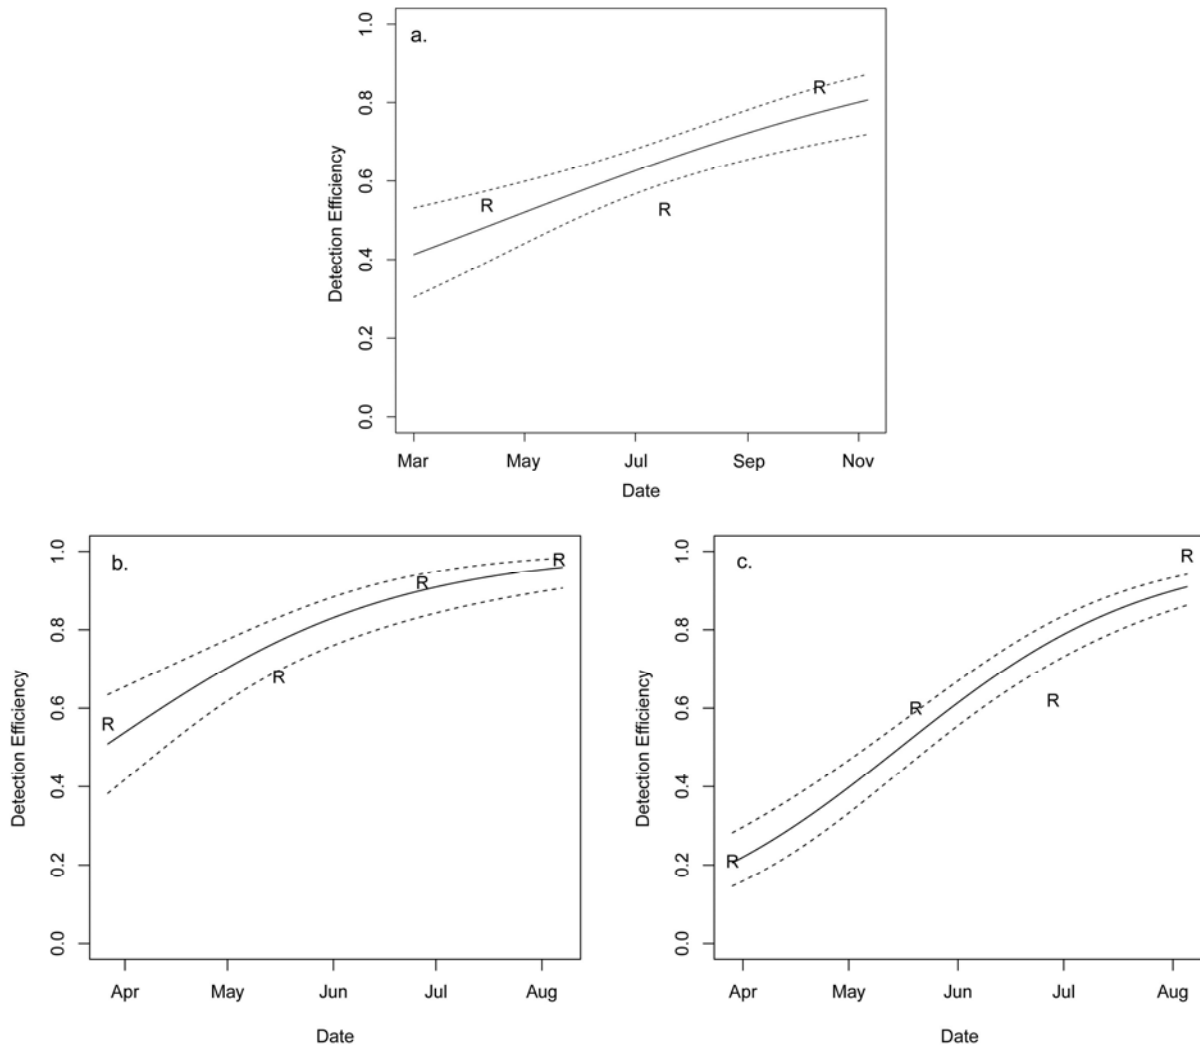 a.
1.0
0.8
0.6
0.4
0.2
0.0
Detection Efficiency
R
R
R
Mar May Jul Sep Nov
Date
b.
1.0
0.8
0.6
0.4
0.2
0.0
Detection Efficiency
R
R
R
R
Apr May Jun Jul Aug
Date
c.
1.0
0.8
0.6
0.4
0.2
0.0
Detection Efficiency
R
R
R
R
Apr May Jun Jul Aug
Date